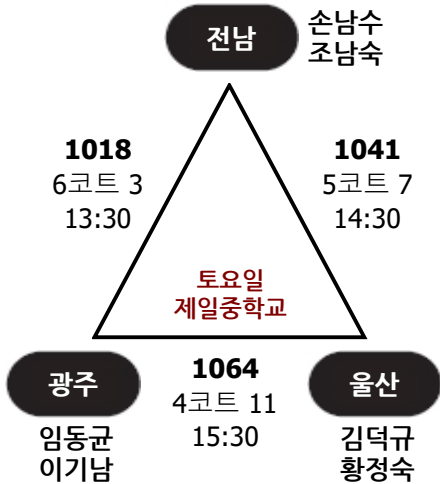 전남
손남수
조남숙
1018
6코트 3
13:30
1041
5코트 7
14:30
토요일
제일중학교
광주
임동균
이기남
1064
4코트 11
15:30
울산
김덕규
황정숙